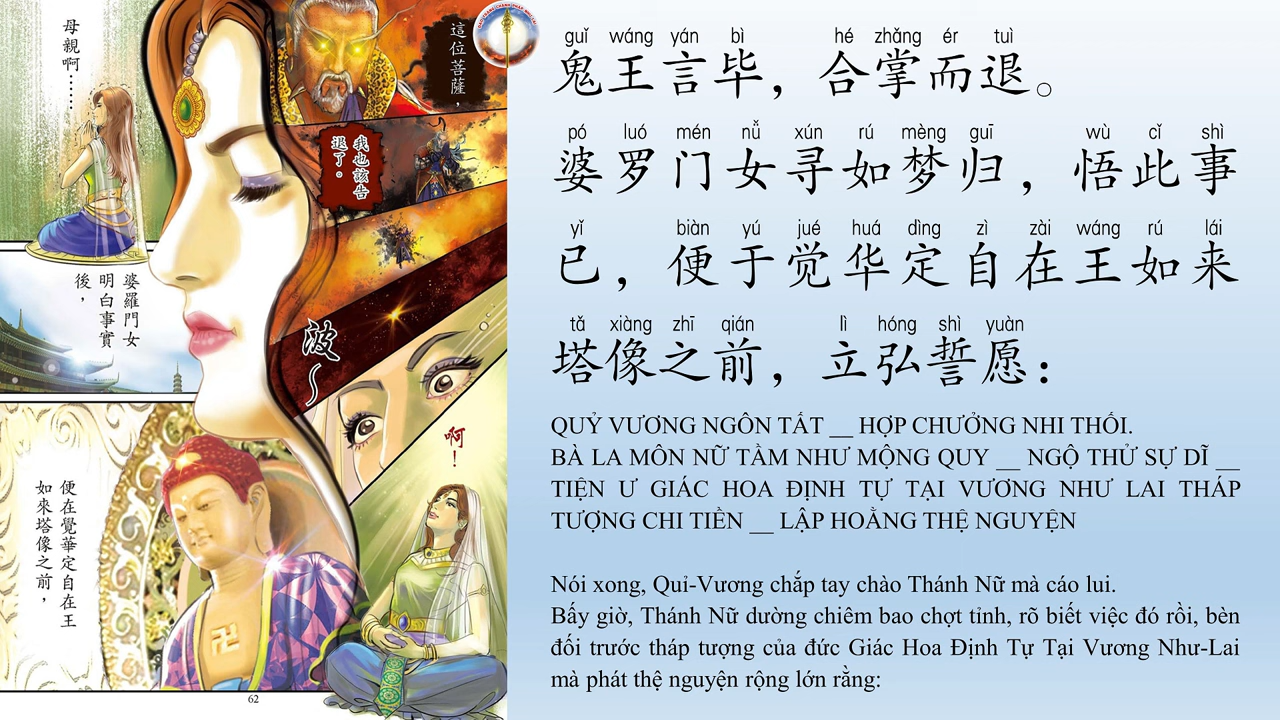 母親啊……
這位菩薩，
我也該告
退了。
婆羅門女
明白事實
後，
波～
啊！
便在覺華定自在王
如來塔像之前，
卍
62
guǐ wáng yán bì hé zhǎng ér tuì
鬼王言毕，合掌而退。
pó luó mén nǚ xún rú mèng guī wù cǐ shì
婆罗门女寻如梦归，悟此事
yǐ biàn yú jué huá dìng zì zài wáng rú lái
已，便于觉华定自在王如来
tǎ xiàng zhī qián lì hóng shì yuàn
塔像之前，立弘誓愿：
QUỶ VƯƠNG NGÔN TẤT __ HỢP CHƯỞNG NHI THỐI.
BÀ LA MÔN NỮ TẦM NHƯ MỘNG QUY __ NGỘ THỬ SỰ DĨ __
TIỆN Ư GIÁC HOA ĐỊNH TỰ TẠI VƯƠNG NHƯ LAI THÁP
TƯỢNG CHI TIỀN __ LẬP HOẰNG THỆ NGUYỆN
Nói xong, Quỉ-Vương chắp tay chào Thánh Nữ mà cáo lui.
Bấy giờ, Thánh Nữ dương chiêm bao chợt tỉnh, rõ biết việc đó rồi, bèn
đối trước tháp tượng của đức Giác Hoa Định Tự Tại Vương Như-Lai
mà phát thệ nguyện rộng lớn rằng: